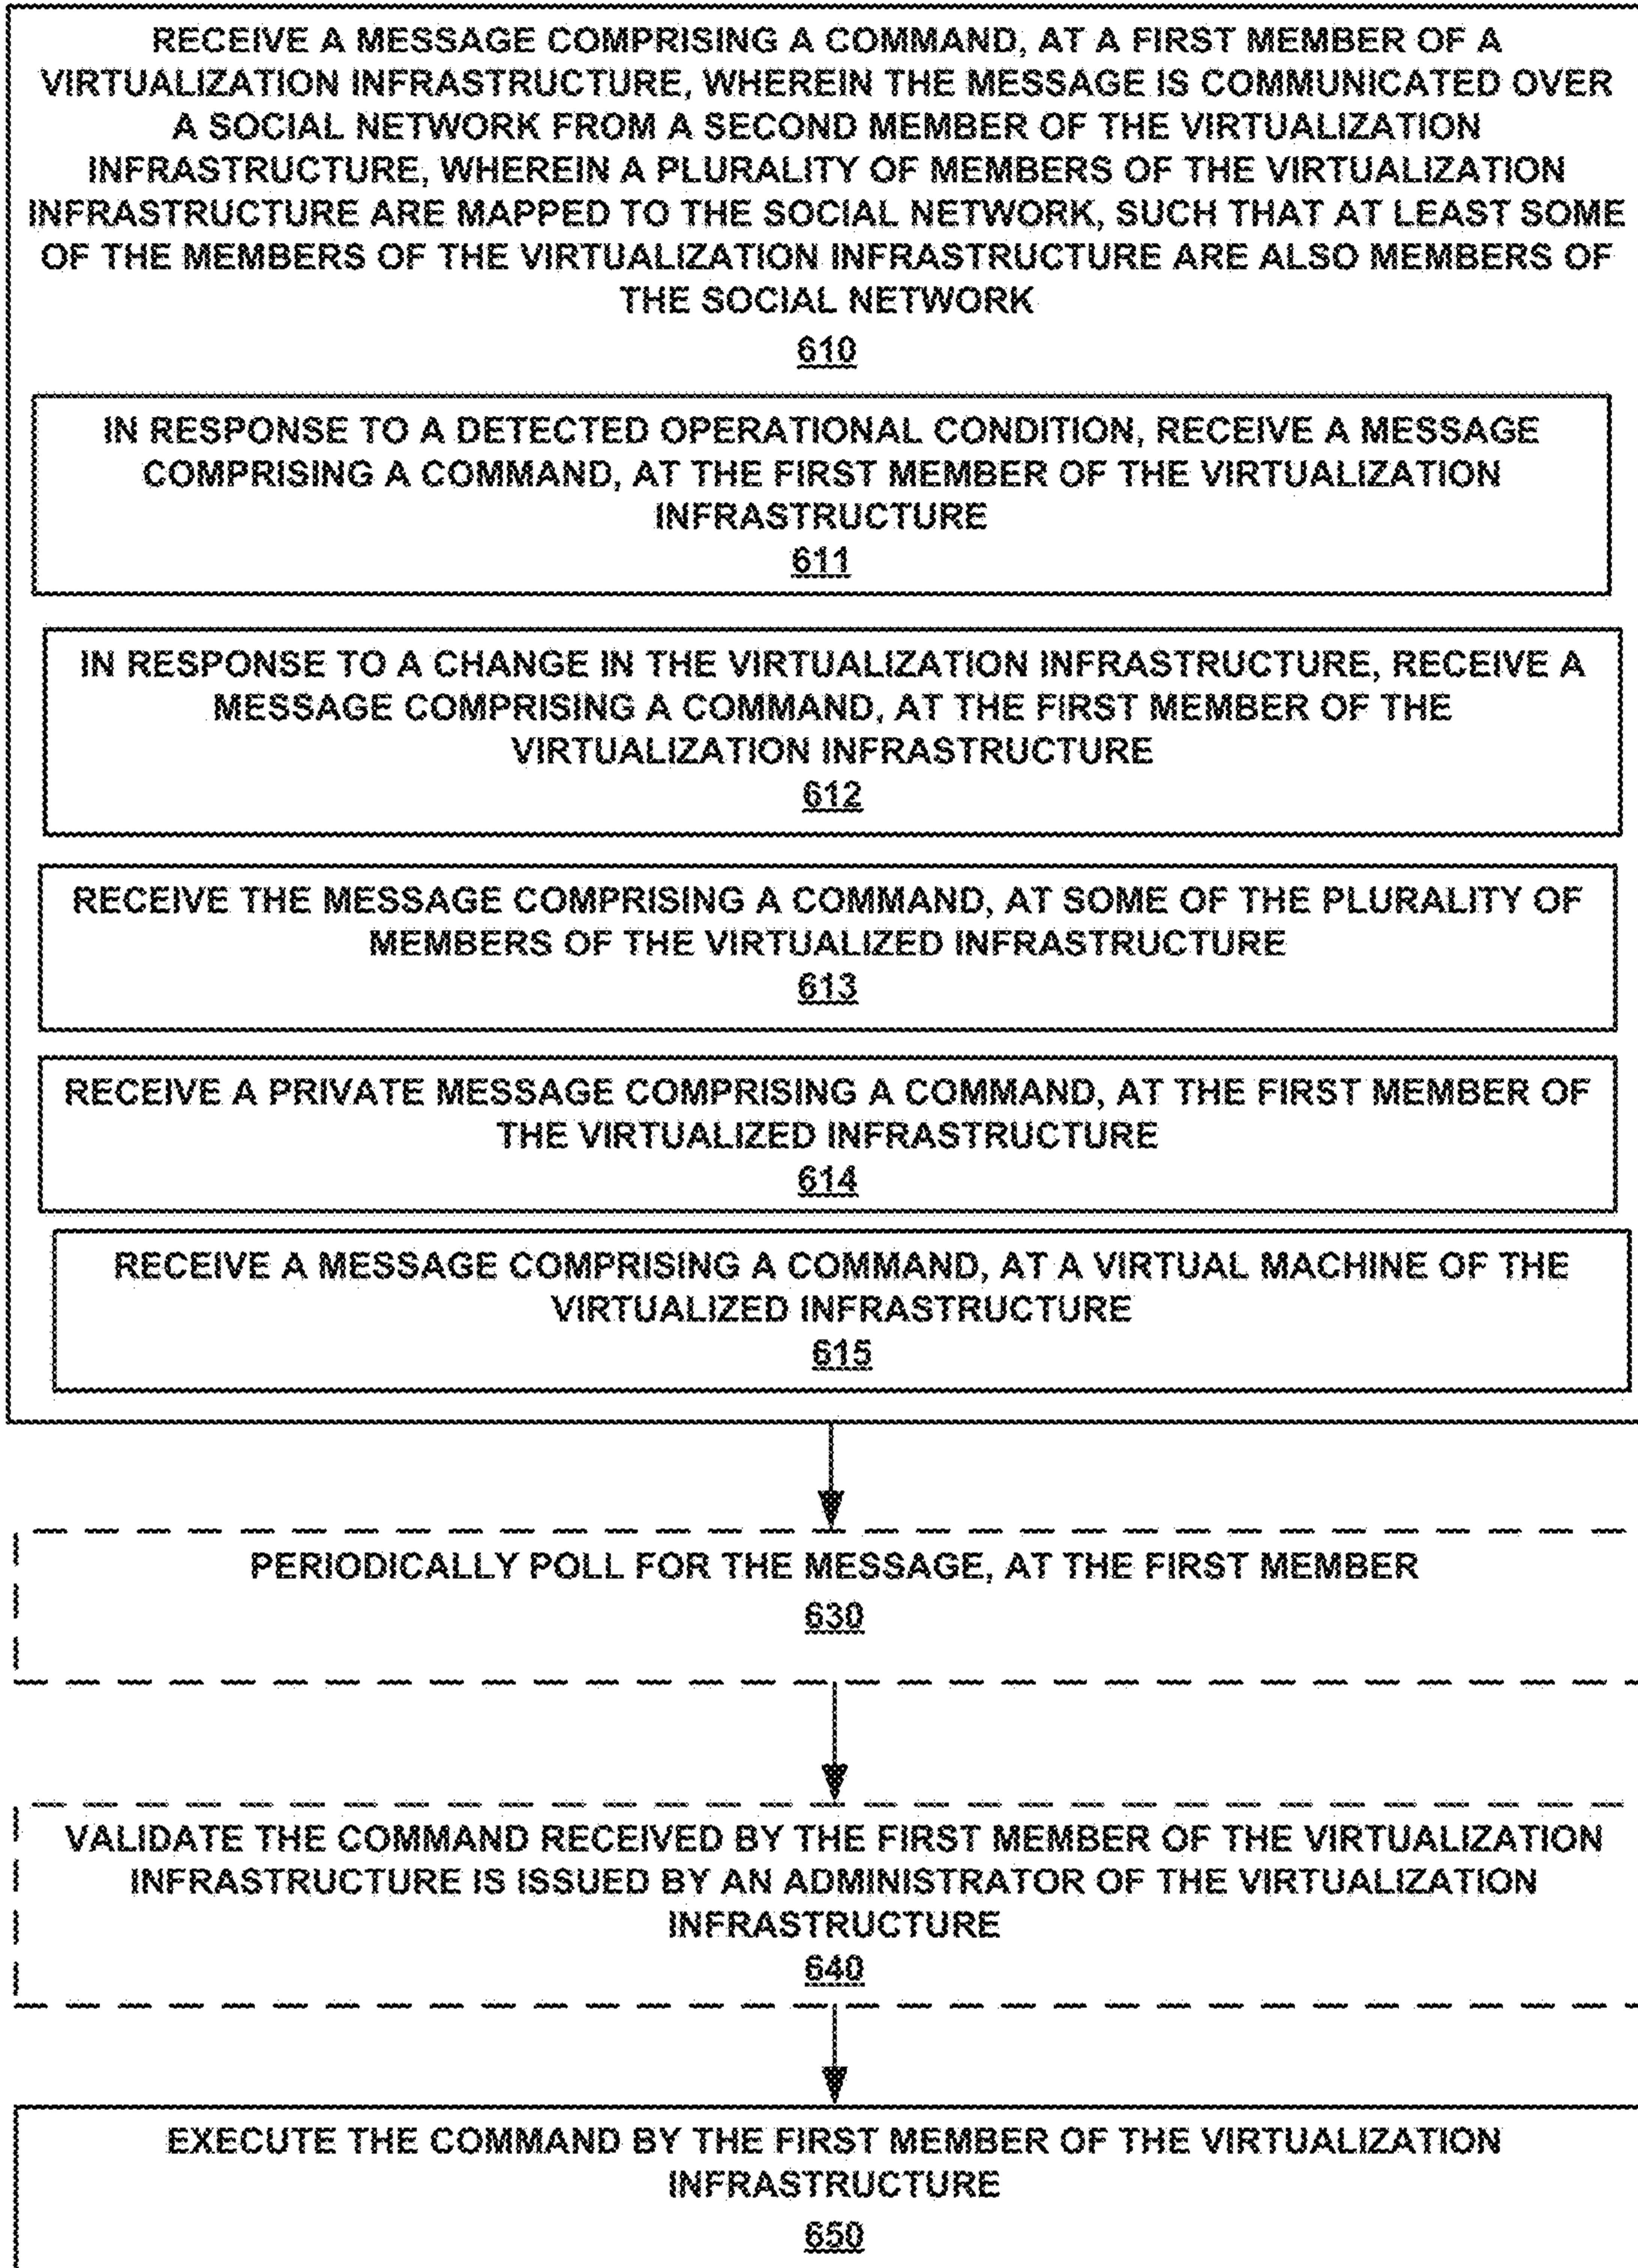 RECEIVE A MESSAGE COMPRISING A COMMAND, AT A FIRST MEMBER OF A
VIRTUALIZATION INFRASTRUCTURE, WHEREIN THE MESSAGE IS COMMUNICATED OVER
A SOCIAL NETWORK FROM A SECOND MEMBER OF THE VIRTUALIZATION
INFRASTRUCTURE, WHEREIN A PLURALITY OF MEMBERS OF THE VIRTUALIZATION
INFRASTRUCTURE ARE MAPPED TO THE SOCIAL NETWORK, SUCH THAT AT LEAST SOME
OF THE MEMBERS OF THE VIRTUALIZATION INFRASTRUCTURE ARE ALSO MEMBERS OF
THE SOCIAL NETWORK
610
IN RESPONSE TO A DETECTED OPERATIONAL CONDITION, RECEIVE A MESSAGE
COMPRISING A COMMAND, AT THE FIRST MEMBER OF THE VIRTUALIZATION
INFRASTRUCTURE
611
IN RESPONSE TO A CHANGE IN THE VIRTUALIZATION INFRASTRUCTURE, RECEIVE A
MESSAGE COMPRISING A COMMAND, AT THE FIRST MEMBER OF THE
VIRTUALIZATION INFRASTRUCTURE
612
RECEIVE THE MESSAGE COMPRISING A COMMAND, AT SOME OF THE PLURALITY OF
MEMBERS OF THE VIRTUALIZED INFRASTRUCTURE
613
RECEIVE A PRIVATE MESSAGE COMPRISING A COMMAND, AT THE FIRST MEMBER OF
THE VIRTUALIZED INFRASTRUCTURE
614
RECEIVE A MESSAGE COMPRISING A COMMAND, AT A VIRTUAL MACHINE OF THE
VIRTUALIZED INFRASTRUCTURE
615
PERIODICALLY POLL FOR THE MESSAGE, AT THE FIRST MEMBER
630
VALIDATE THE COMMAND RECEIVED BY THE FIRST MEMBER OF THE VIRTUALIZATION
INFRASTRUCTURE IS ISSUED BY AN ADMINISTRATOR OF THE VIRTUALIZATION
INFRASTRUCTURE
640
EXECUTE THE COMMAND BY THE FIRST MEMBER OF THE VIRTUALIZATION
INFRASTRUCTURE
650